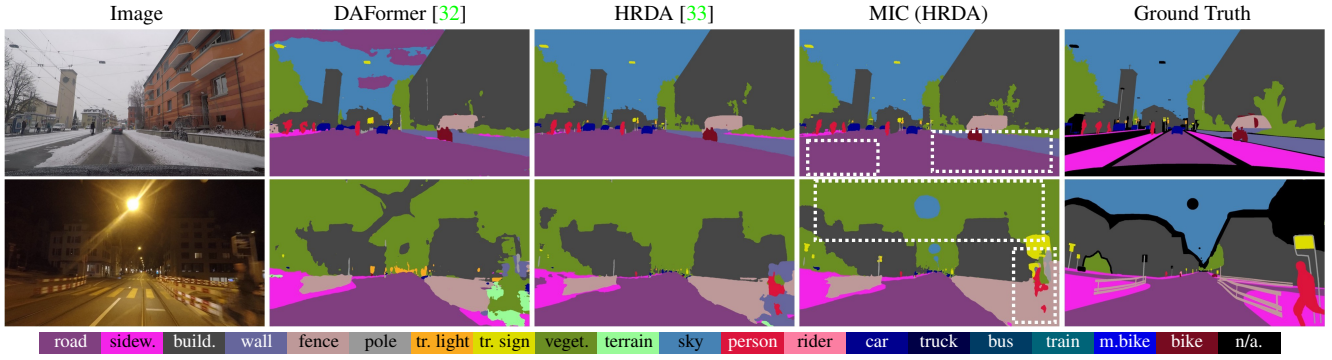 Image DAFormer [32] HRDA [33] MIC (HRDA) Ground Truth
road sidew. build. wall fence pole tr. light tr. sign veget. terrain sky person rider car truck bus train m.bike bike n/a.